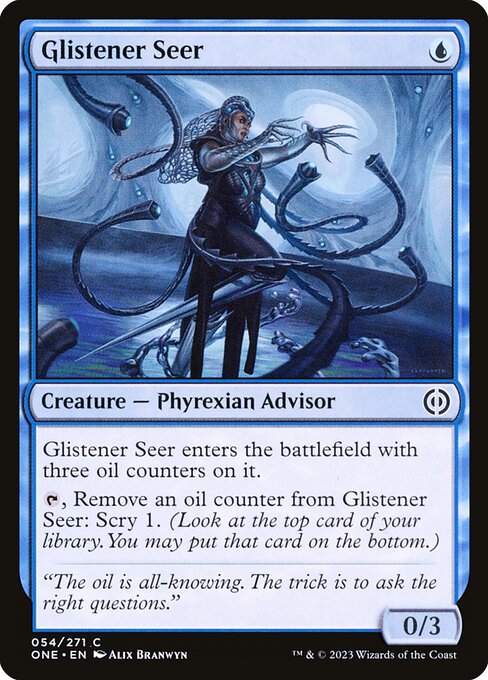 Glistener Seer
Creature — Phyrexian Advisor
Glistener Seer enters the battlefield with
three oil counters on it.
, Remove an oil counter from Glistener
Seer: Scry 1. (Look at the top card of your
library. You may put that card on the bottom.)
“The oil is all-knowing. The trick is to ask the
right questions.”
0/3
054/271 C
ONE • EN Alix Branwyn
™ & © 2023 Wizards of the Coast